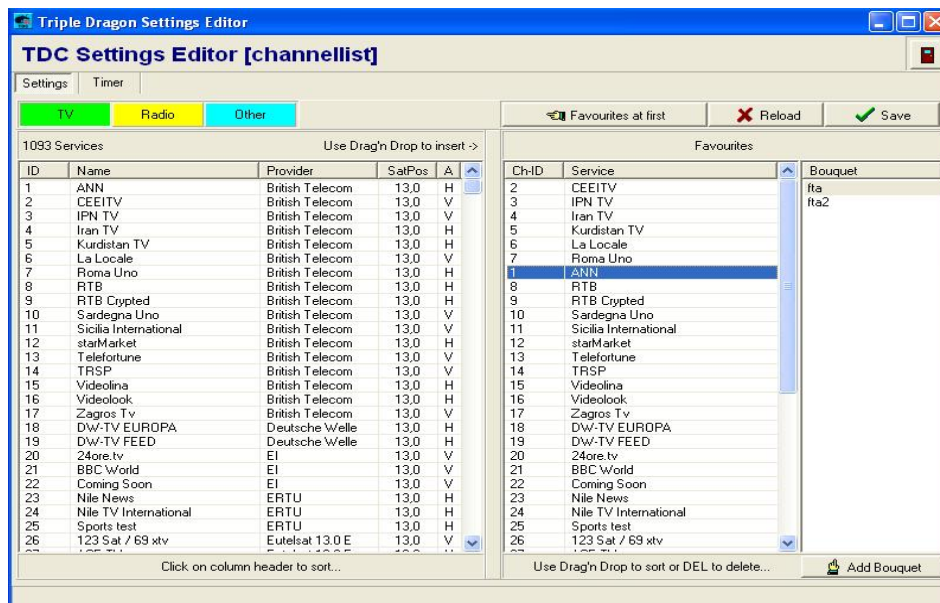 Triple Dragon Settings Editor
TDC Settings Editor [channellist]
Settings Timer
TV Radio Other Favourites at first Reload Save
1093 Services Use Drag'n Drop to insert -> Favourites
ID Name Provider SatPos A Ch-ID Service Bouquet
1 ANN British Telecom 13,0 H 2 CEEITV fta
2 CEEITV British Telecom 13,0 V 3 IPN TV fta2
3 IPN TV British Telecom 13,0 V 4 Iran TV
4 Iran TV British Telecom 13,0 V 5 Kurdistan TV
5 Kurdistan TV British Telecom 13,0 H 6 La Locale
6 La Locale British Telecom 13,0 V 7 Roma Uno
7 Roma Uno British Telecom 13,0 H 1 ANN
8 RTB British Telecom 13,0 H 8 RTB
9 RTB Crypted British Telecom 13,0 H 9 RTB Crypted
10 Sardegna Uno British Telecom 13,0 V 10 Sardegna Uno
11 Sicilia International British Telecom 13,0 V 11 Sicilia International
12 starMarket British Telecom 13,0 H 12 starMarket
13 Telefortune British Telecom 13,0 V 13 Telefortune
14 TRSP British Telecom 13,0 V 14 TRSP
15 Videolina British Telecom 13,0 H 15 Videolina
16 Videolook British Telecom 13,0 H 16 Videolook
17 Zagros Tv British Telecom 13,0 V 17 Zagros Tv
18 DW-TV EUROPA Deutsche Welle 13,0 H 18 DW-TV EUROPA
19 DW-TV FEED Deutsche Welle 13,0 H 19 DW-TV FEED
20 24ore.tv EI 13,0 V 20 24ore.tv
21 BBC World EI 13,0 V 21 BBC World
22 Coming Soon EI 13,0 V 22 Coming Soon
23 Nile News ERTU 13,0 H 23 Nile News
24 Nile TV International ERTU 13,0 H 24 Nile TV International
25 Sports test ERTU 13,0 H 25 Sports test
26 123 Sat / 69 xtv Eutelsat 13.0 E 13,0 V 26 123 Sat / 69 xtv
Click on column header to sort... Use Drag'n Drop to sort or DEL to delete... Add Bouquet